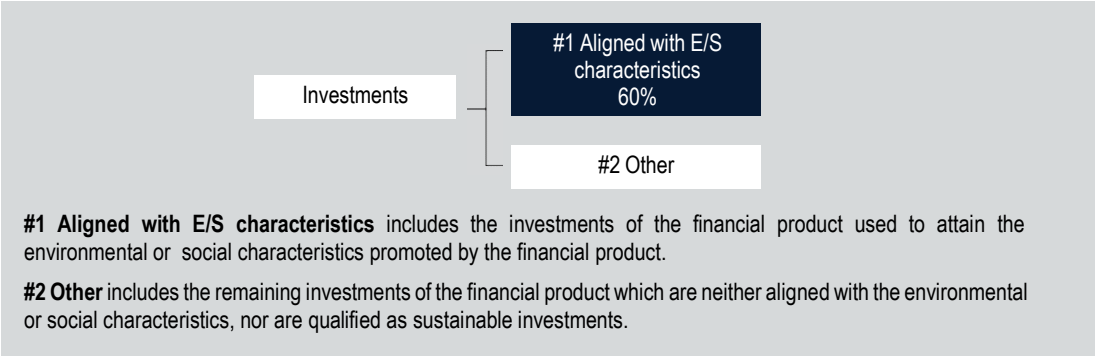 #1 Aligned with E/S
characteristics
60%
Investments
#2 Other
#1 Aligned with E/S characteristics includes the investments of the financial product used to attain the
environmental or social characteristics promoted by the financial product.
#2 Other includes the remaining investments of the financial product which are neither aligned with the environmental
or social characteristics, nor are qualified as sustainable investments.